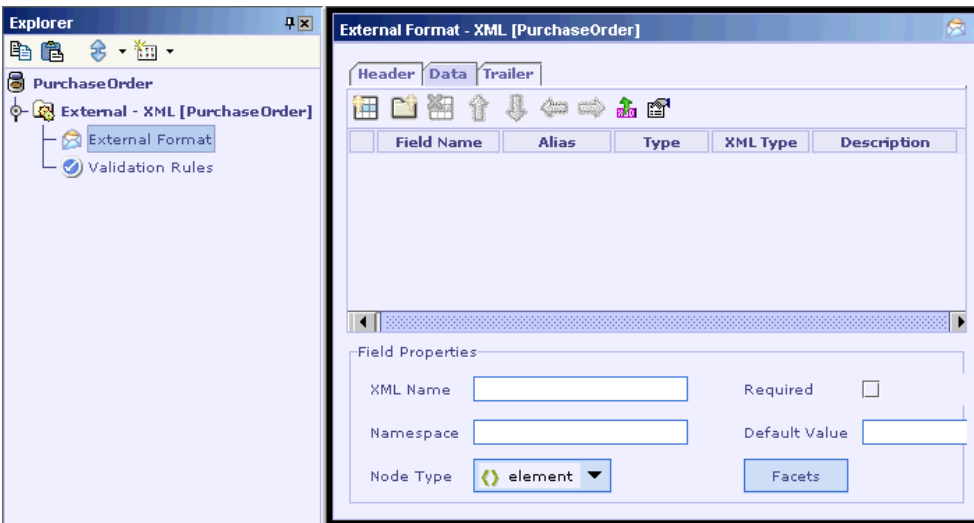 Explorer
PurchaseOrder
External - XML [PurchaseOrder]
External Format
Validation Rules
External Format - XML [PurchaseOrder]
Header Data Trailer
Field Name Alias Type XML Type Description
Field Properties
XML Name Required
Namespace Default Value
Node Type element Facets